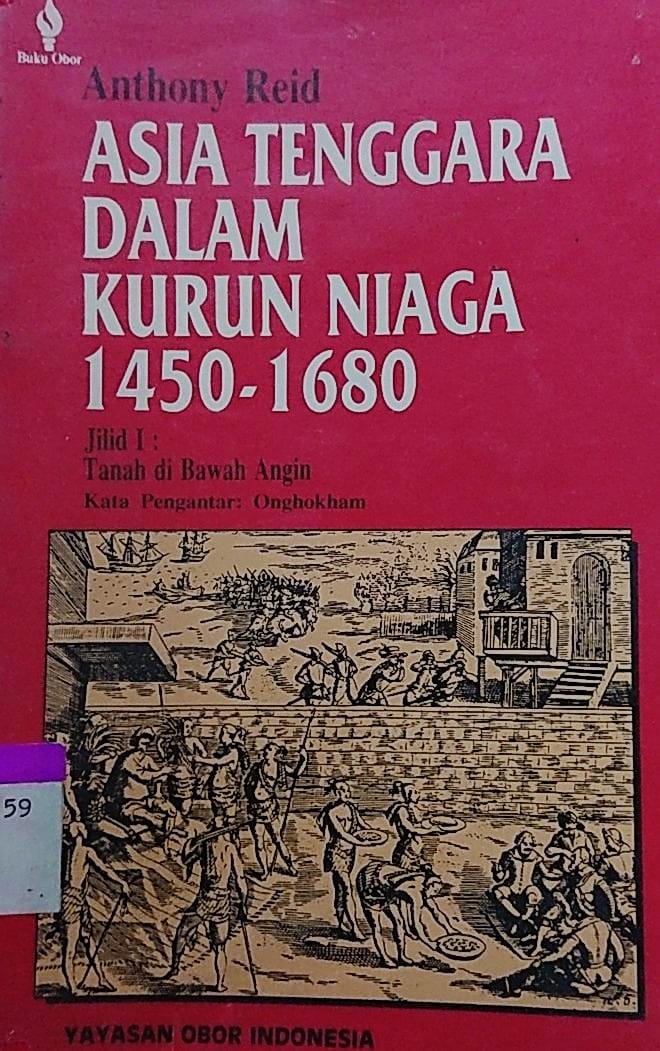 Buku Obor
Anthony Reid
ASIA TENGGARA
DALAM
KURUN NIAGA
1450-1680
Jilid I :
Tanah di Bawah Angin
Kata Pengantar: Onghokham
59
YAYASAN OBOR INDONESIA